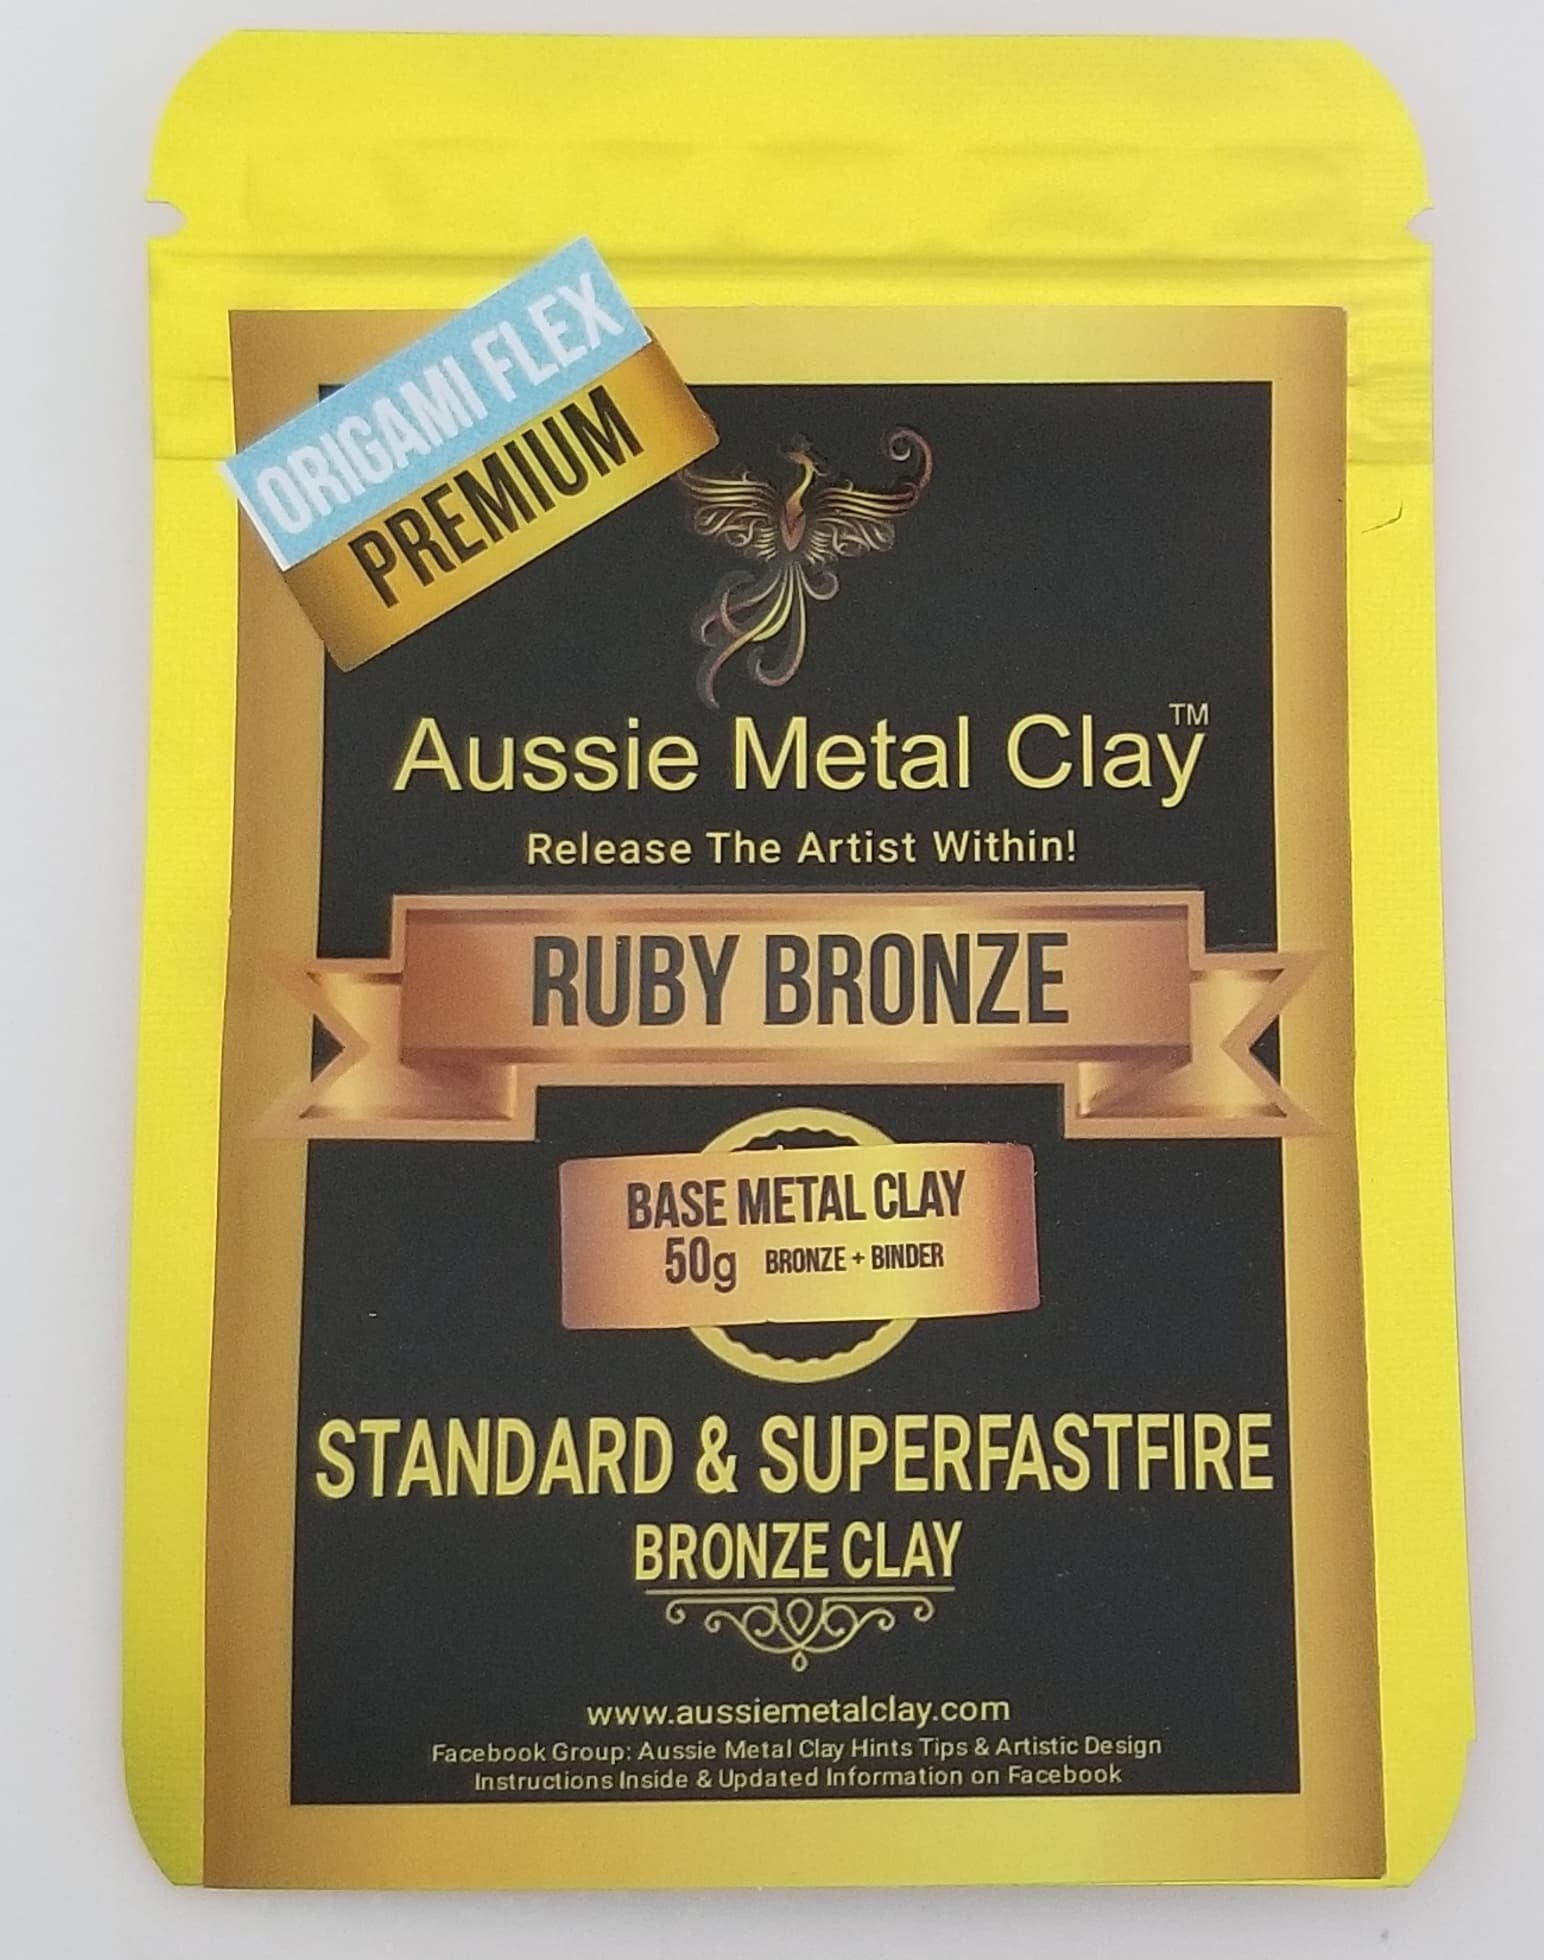 ORIGAMI FLEX
PREMIUM
Aussie Metal Clay™
Release The Artist Within!
RUBY BRONZE
BASE METAL CLAY
50g BRONZE + BINDER
STANDARD & SUPERFASTFIRE
BRONZE CLAY
www.aussiemetalclay.com
Facebook Group: Aussie Metal Clay Hints Tips & Artistic Design
Instructions Inside & Updated Information on Facebook